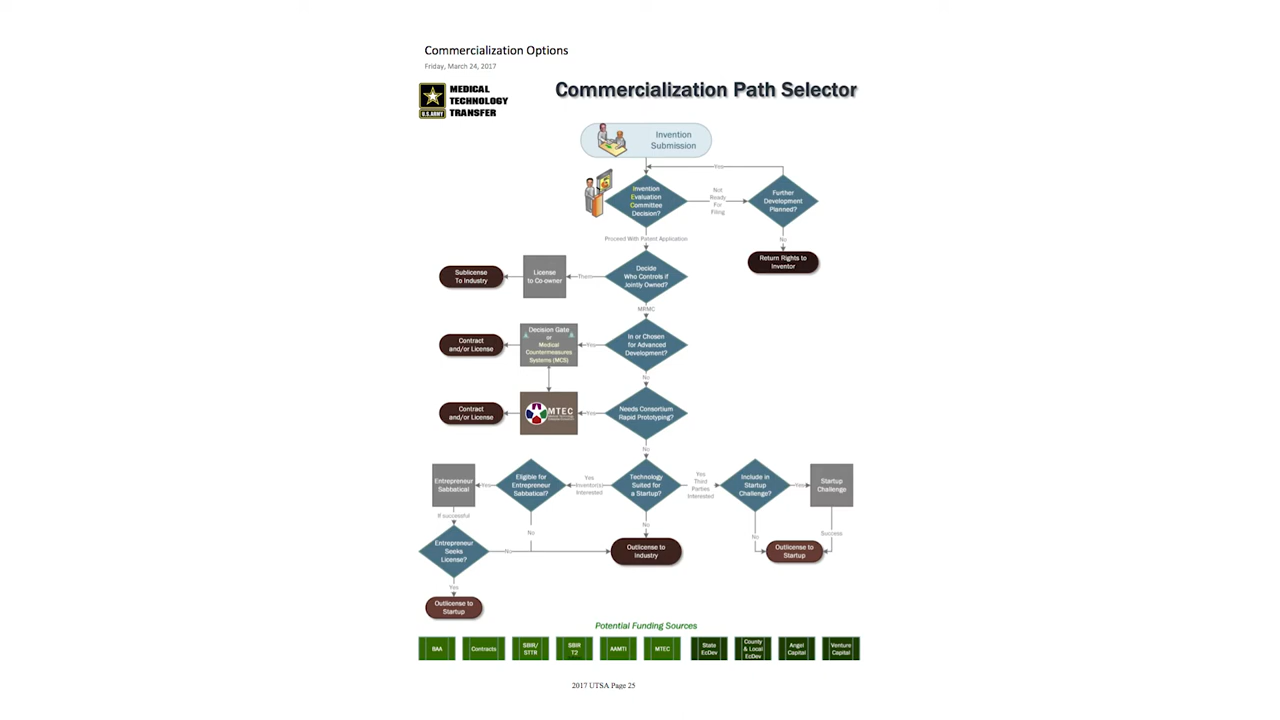 Commercialization Options
Friday, March 24, 2017
U.S.ARMY
MEDICAL
TECHNOLOGY
TRANSFER
Commercialization Path Selector
Invention
Submission
Yes
Invention
Evaluation
Committee
Decision?
Not
Ready
For
Filing
Further
Development
Planned?
No
Return Rights to
Inventor
Proceed With Patent Application
Decide
Who Controls if
Jointly Owned?
Them
License
to Co-owner
Sublicense
To Industry
MRMC
In or Chosen
for Advanced
Development?
Yes
Decision Gate
or
Medical
Countermeasures
Systems (MCS)
Contract
and/or License
No
Needs Consortium
Rapid Prototyping?
Yes
MTEC
Contract
and/or License
No
Technology
Suited for
a Startup?
Yes
Inventor(s)
Interested
Eligible for
Entrepreneur
Sabbatical?
Yes
Entrepreneur
Sabbatical
Yes
Third
Parties
Interested
Include in
Startup
Challenge?
Yes
Startup
Challenge
If successful
No
No
No
Success
Entrepreneur
Seeks
License?
No
Outlicense to
Industry
Outlicense to
Startup
Yes
Outlicense to
Startup
Potential Funding Sources
BAA
Contracts
SBIR/
STTR
SBIR
T2
AAMTI
MTEC
State
EcDev
County
& Local
EcDev
Angel
Capital
Venture
Capital
2017 UTSA Page 25